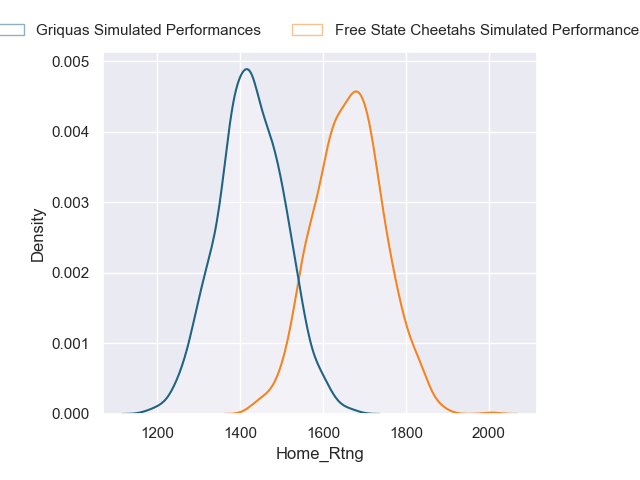 Griquas Simulated Performances Free State Cheetahs Simulated Performance
0.005
0.004
0.003
0.002
0.001
0.000
Density
1200 1400 1600 1800 2000
Home_Rtng